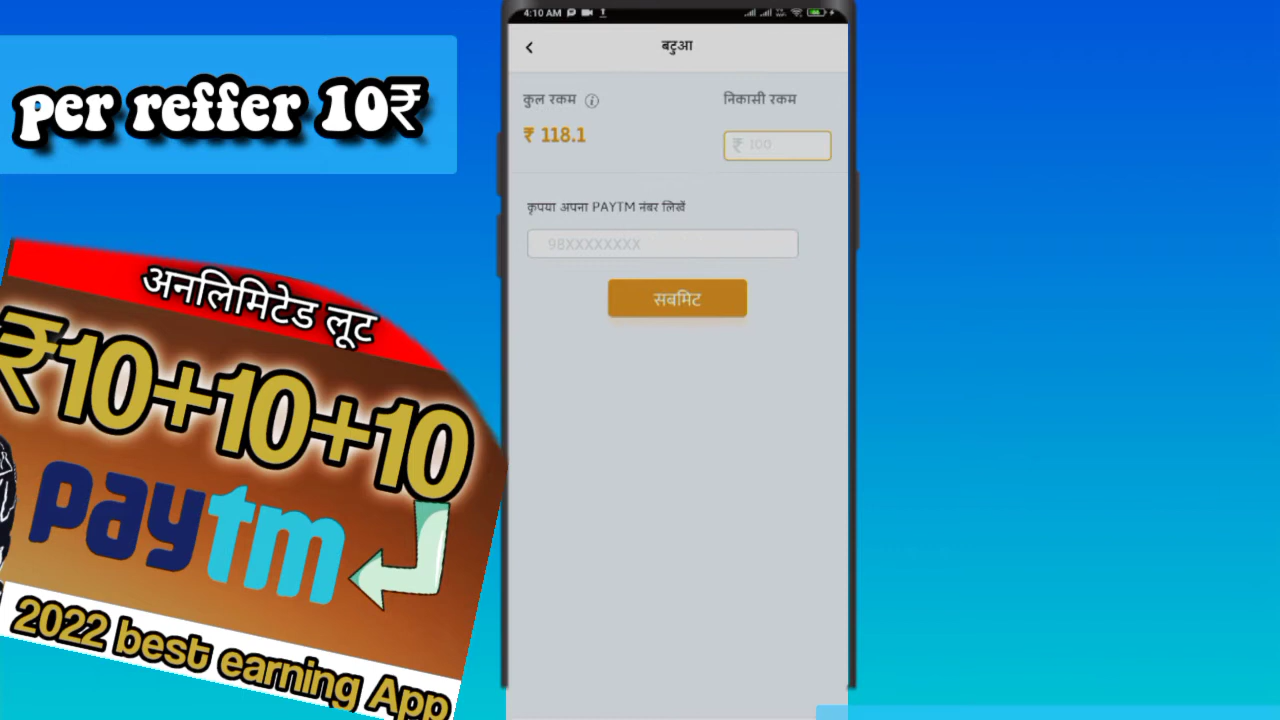 per reffer 10₹
अनलिमिटेड लूट
₹10+10+10
paytm
2022 best earning App
4:10 AM
बटुआ
कुल रकम
निकासी रकम
₹ 118.1
₹ 100
कृपया अपना PAYTM नंबर लिखें
98XXXXXXXX
सबमिट